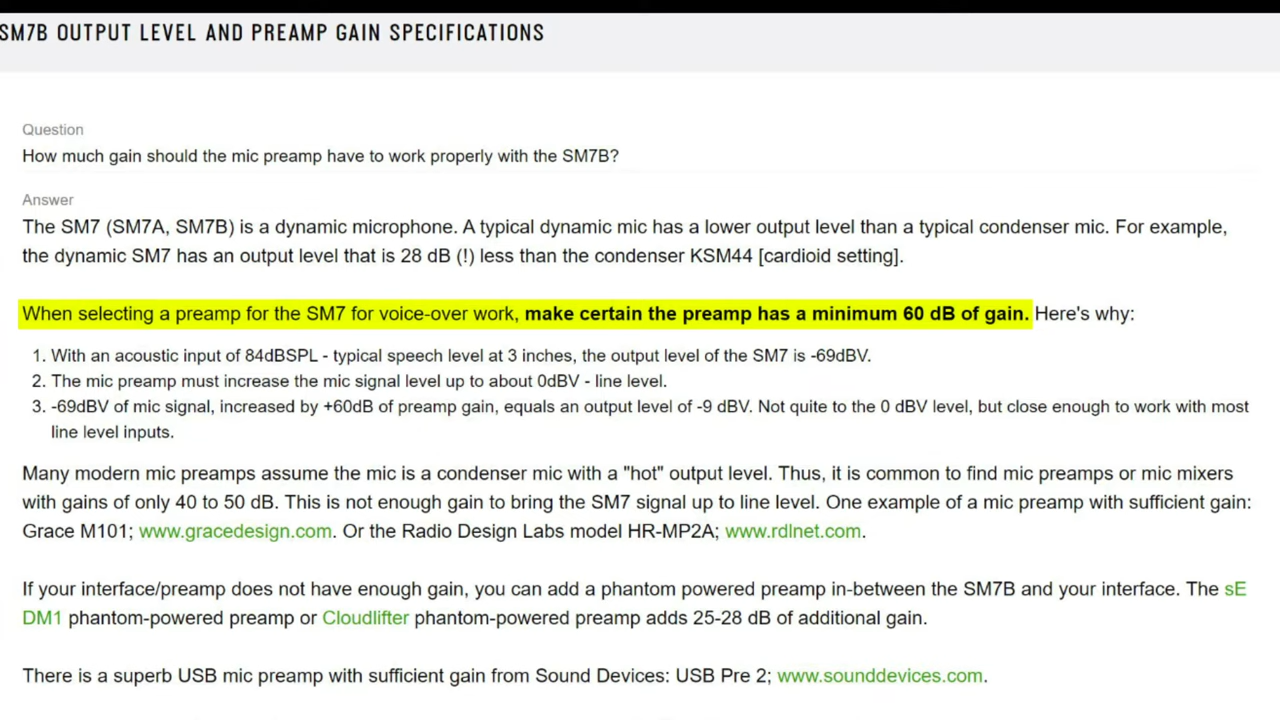 SM7B OUTPUT LEVEL AND PREAMP GAIN SPECIFICATIONS
Question
How much gain should the mic preamp have to work properly with the SM7B?
Answer
The SM7 (SM7A, SM7B) is a dynamic microphone. A typical dynamic mic has a lower output level than a typical condenser mic. For example,
the dynamic SM7 has an output level that is 28 dB (!) less than the condenser KSM44 [cardioid setting].
When selecting a preamp for the SM7 for voice-over work, make certain the preamp has a minimum 60 dB of gain. Here's why:
1. With an acoustic input of 84dBSPL - typical speech level at 3 inches, the output level of the SM7 is -69dBV.
2. The mic preamp must increase the mic signal level up to about 0dBV - line level.
3. -69dBV of mic signal, increased by +60dB of preamp gain, equals an output level of -9 dBV. Not quite to the 0 dBV level, but close enough to work with most
line level inputs.
Many modern mic preamps assume the mic is a condenser mic with a "hot" output level. Thus, it is common to find mic preamps or mic mixers
with gains of only 40 to 50 dB. This is not enough gain to bring the SM7 signal up to line level. One example of a mic preamp with sufficient gain:
Grace M101; www.gracedesign.com. Or the Radio Design Labs model HR-MP2A; www.rdlnet.com.
If your interface/preamp does not have enough gain, you can add a phantom powered preamp in-between the SM7B and your interface. The sE
DM1 phantom-powered preamp or Cloudlifter phantom-powered preamp adds 25-28 dB of additional gain.
There is a superb USB mic preamp with sufficient gain from Sound Devices: USB Pre 2; www.sounddevices.com.